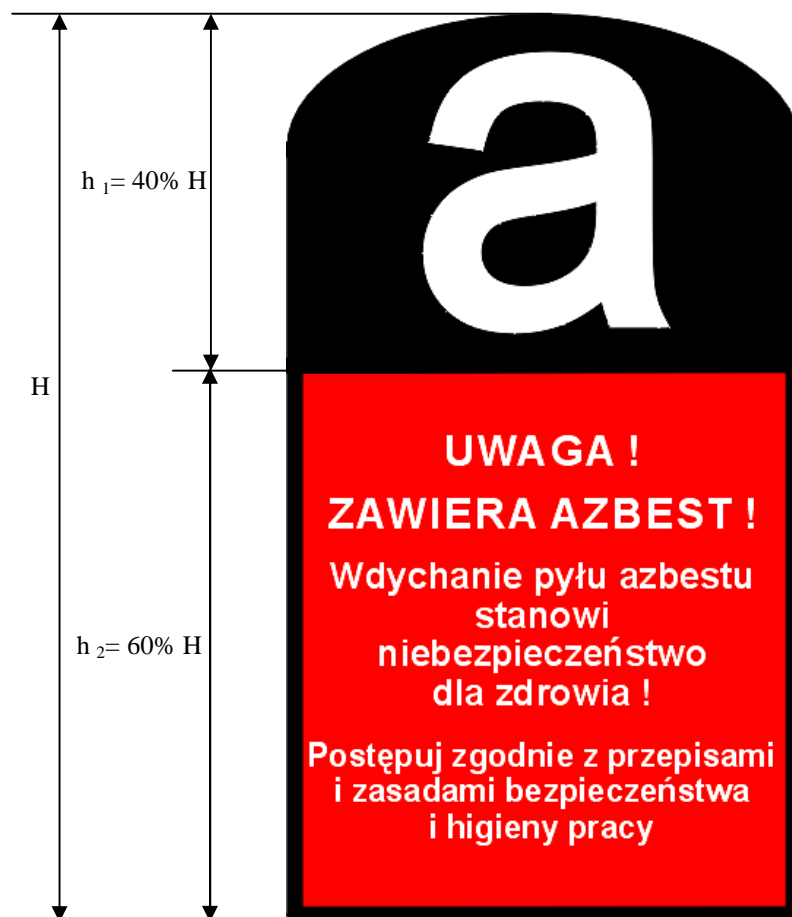 a
h 1= 40% H
H
UWAGA !
ZAWIERA AZBEST !
Wdychanie pyłu azbestu
stanowi
niebezpieczeństwo
dla zdrowia !
h 2= 60% H
Postępuj zgodnie z przepisami
i zasadami bezpieczeństwa
i higieny pracy